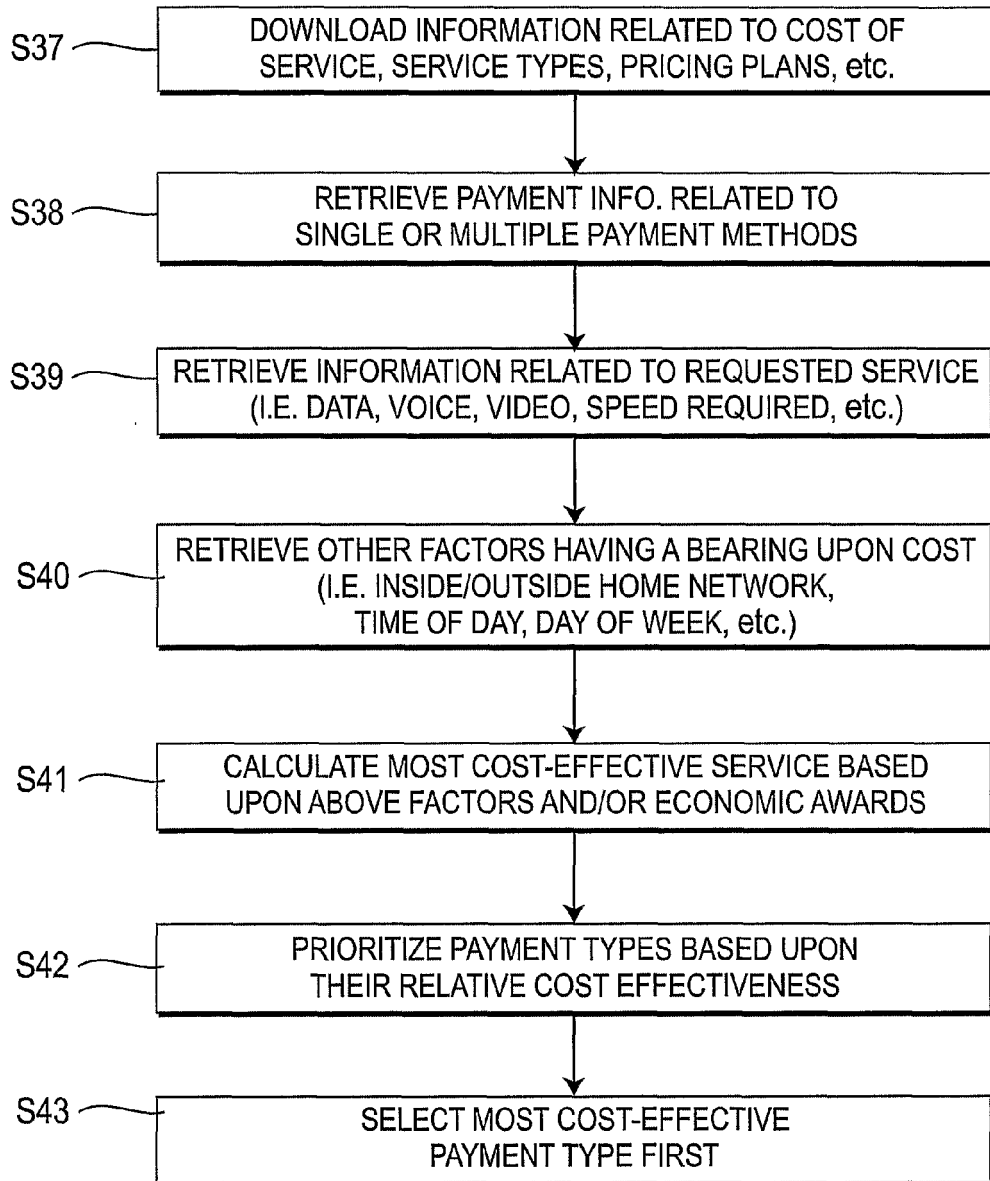 S37
DOWNLOAD INFORMATION RELATED TO COST OF
SERVICE, SERVICE TYPES, PRICING PLANS, etc.
S38
RETRIEVE PAYMENT INFO. RELATED TO
SINGLE OR MULTIPLE PAYMENT METHODS
S39
RETRIEVE INFORMATION RELATED TO REQUESTED SERVICE
(I.E. DATA, VOICE, VIDEO, SPEED REQUIRED, etc.)
S40
RETRIEVE OTHER FACTORS HAVING A BEARING UPON COST
(I.E. INSIDE/OUTSIDE HOME NETWORK,
TIME OF DAY, DAY OF WEEK, etc.)
S41
CALCULATE MOST COST-EFFECTIVE SERVICE BASED
UPON ABOVE FACTORS AND/OR ECONOMIC AWARDS
S42
PRIORITIZE PAYMENT TYPES BASED UPON
THEIR RELATIVE COST EFFECTIVENESS
S43
SELECT MOST COST-EFFECTIVE
PAYMENT TYPE FIRST